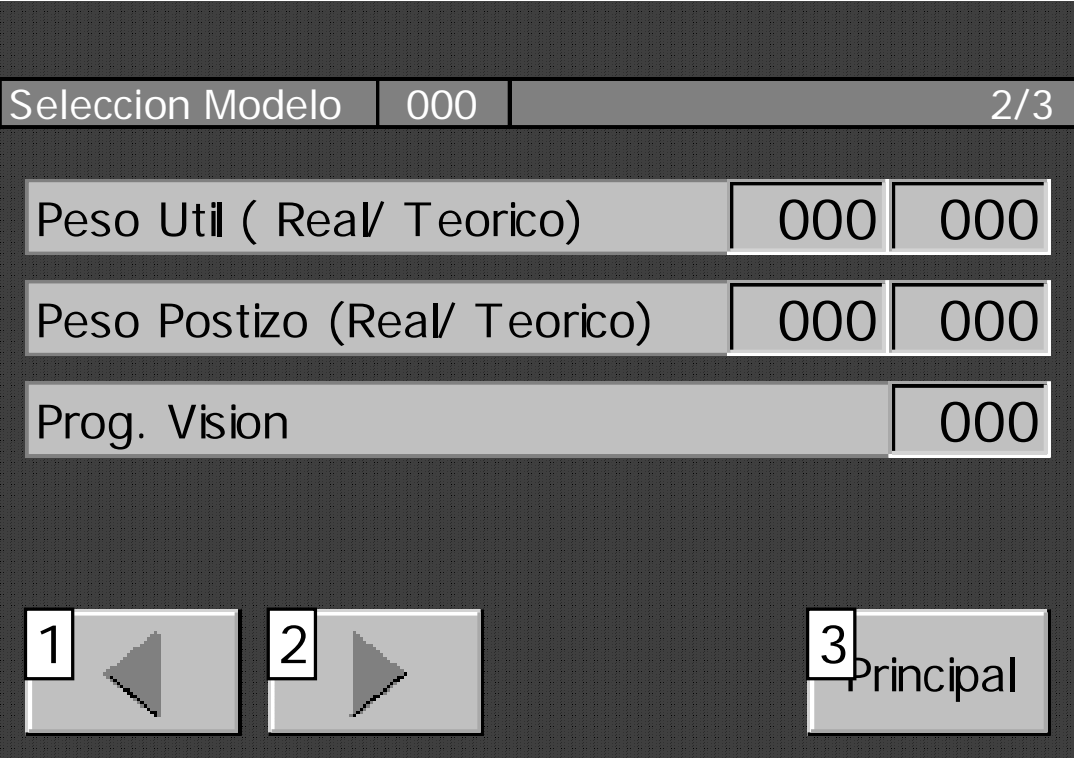 Seleccion Modelo 000 2/3
Peso Util ( Real/ Teorico) 000 000
Peso Postizo (Real/ Teorico) 000 000
Prog. Vision 000
1 2 3 Principal